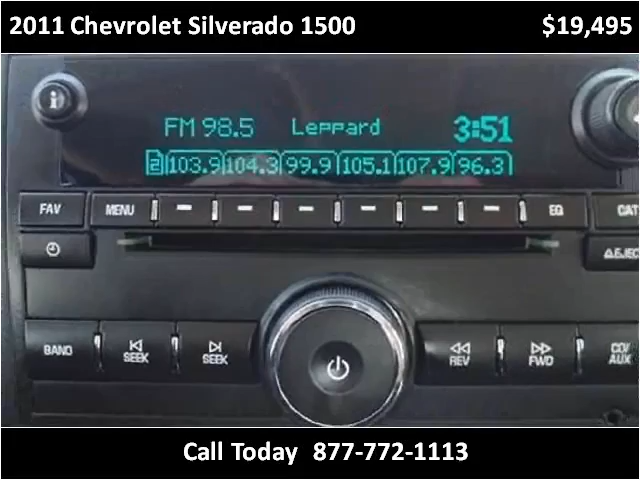 2011 Chevrolet Silverado 1500 $19,495
i
FM 98.5 Leppard 3:51
2 103.9 104.3 99.9 105.1 107.9 96.3
FAV MENU EQ CAT
EJEC
BAND SEEK SEEK REV FWD CD/
AUX
Call Today 877-772-1113